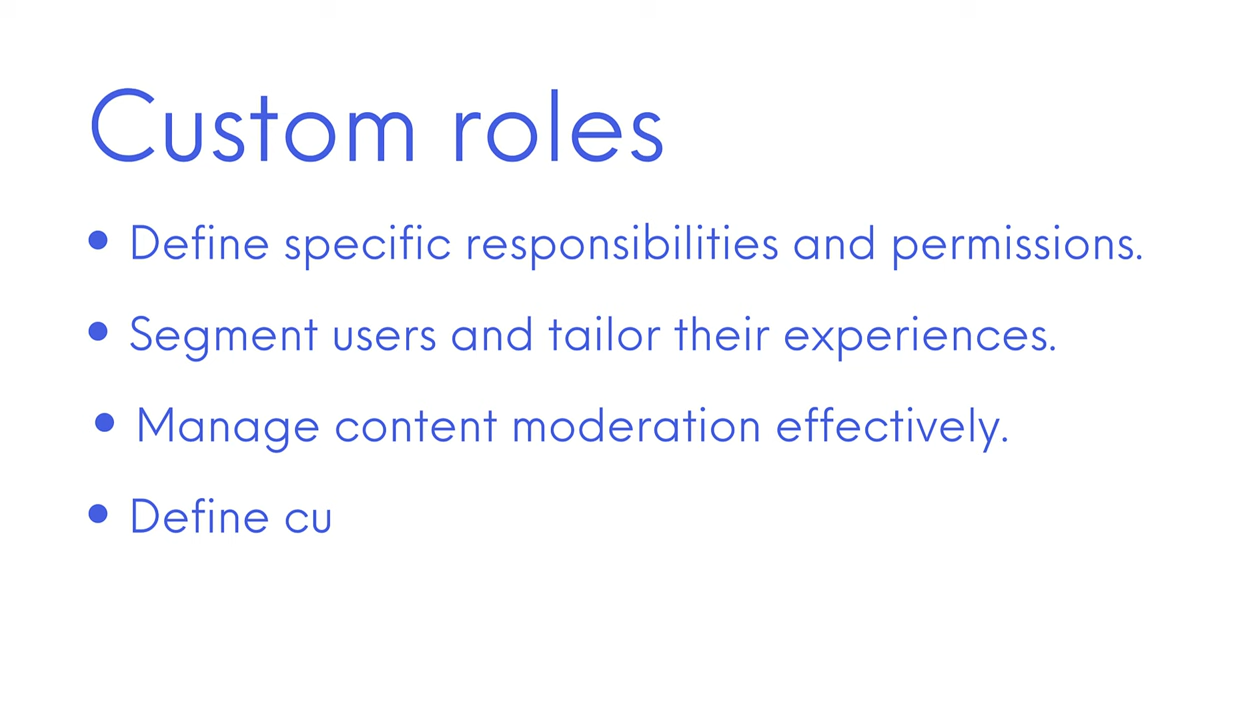 Custom roles
• Define specific responsibilities and permissions.
• Segment users and tailor their experiences.
• Manage content moderation effectively.
• Define cu